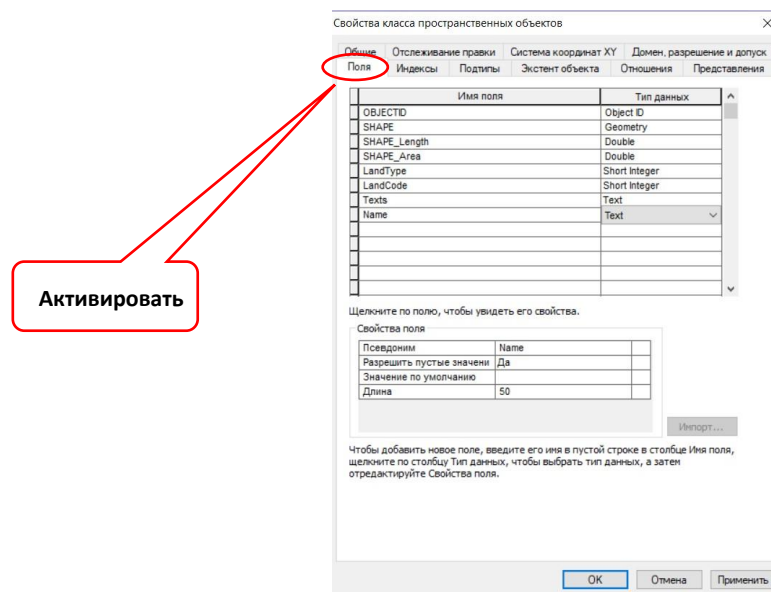 Свойства класса пространственных объектов
Общие Отслеживание правки Система координат XY Домен, разрешение и допуск
Поля Индексы Подтипы Экстент объекта Отношения Представления
Имя поля Тип данных
OBJECTID Object ID
SHAPE Geometry
SHAPE_Length Double
SHAPE_Area Double
LandType Short Integer
LandCode Short Integer
Texts Text
Name Text
Активировать
Щелкните по полю, чтобы увидеть его свойства.
Свойства поля
Псевдоним Name
Разрешить пустые значени Да
Значение по умолчанию
Длина 50
Импорт...
Чтобы добавить новое поле, введите его имя в пустой строке в столбце Имя поля,
щелкните по столбцу Тип данных, чтобы выбрать тип данных, а затем
отредактируйте Свойства поля.
OK Отмена Применить